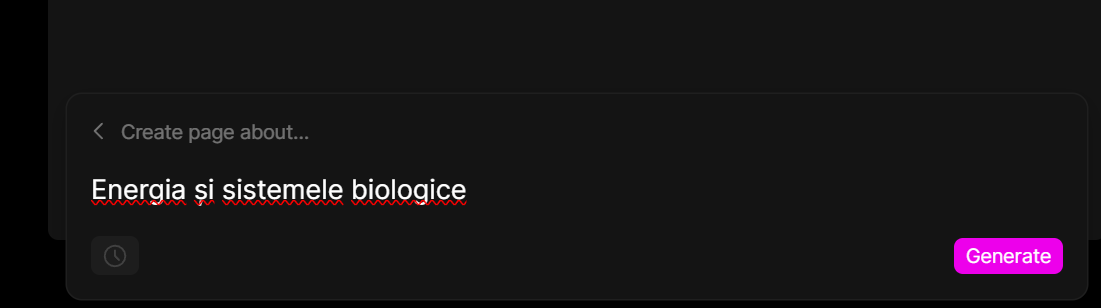 Create page about...
Energia și sistemele biologice
Generate